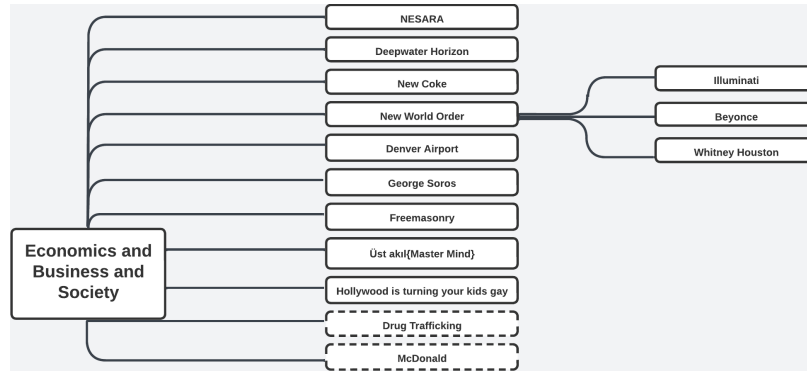 NESARA
Deepwater Horizon
New Coke
New World Order
Denver Airport
George Soros
Freemasonry
Üst akıl{Master Mind}
Hollywood is turning your kids gay
Drug Trafficking
McDonald
Economics and
Business and
Society
Illuminati
Beyonce
Whitney Houston